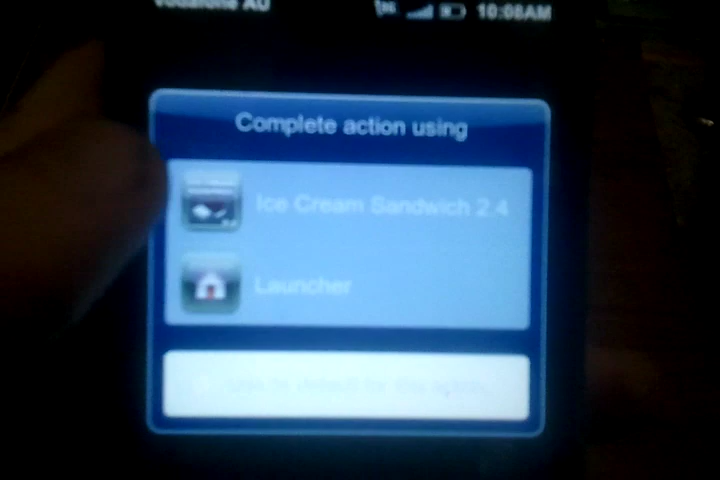 Vodafone AU 10:08AM
Complete action using
Ice Cream Sandwich 2.4
Launcher